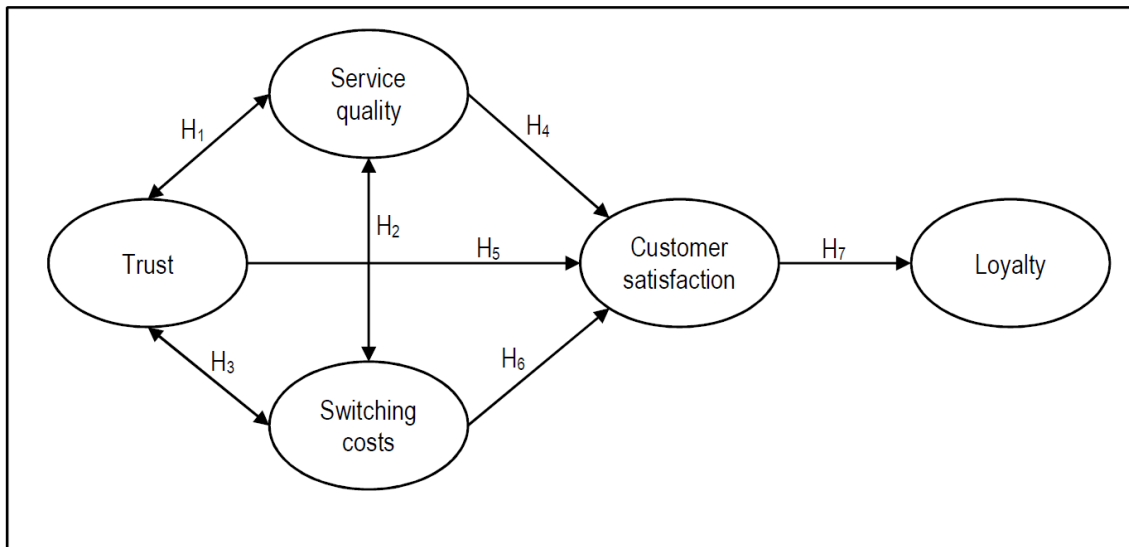 Service
quality
H₁
H₄
H₂
Trust
H₅
Customer
satisfaction
H₇
Loyalty
H₃
H₆
Switching
costs